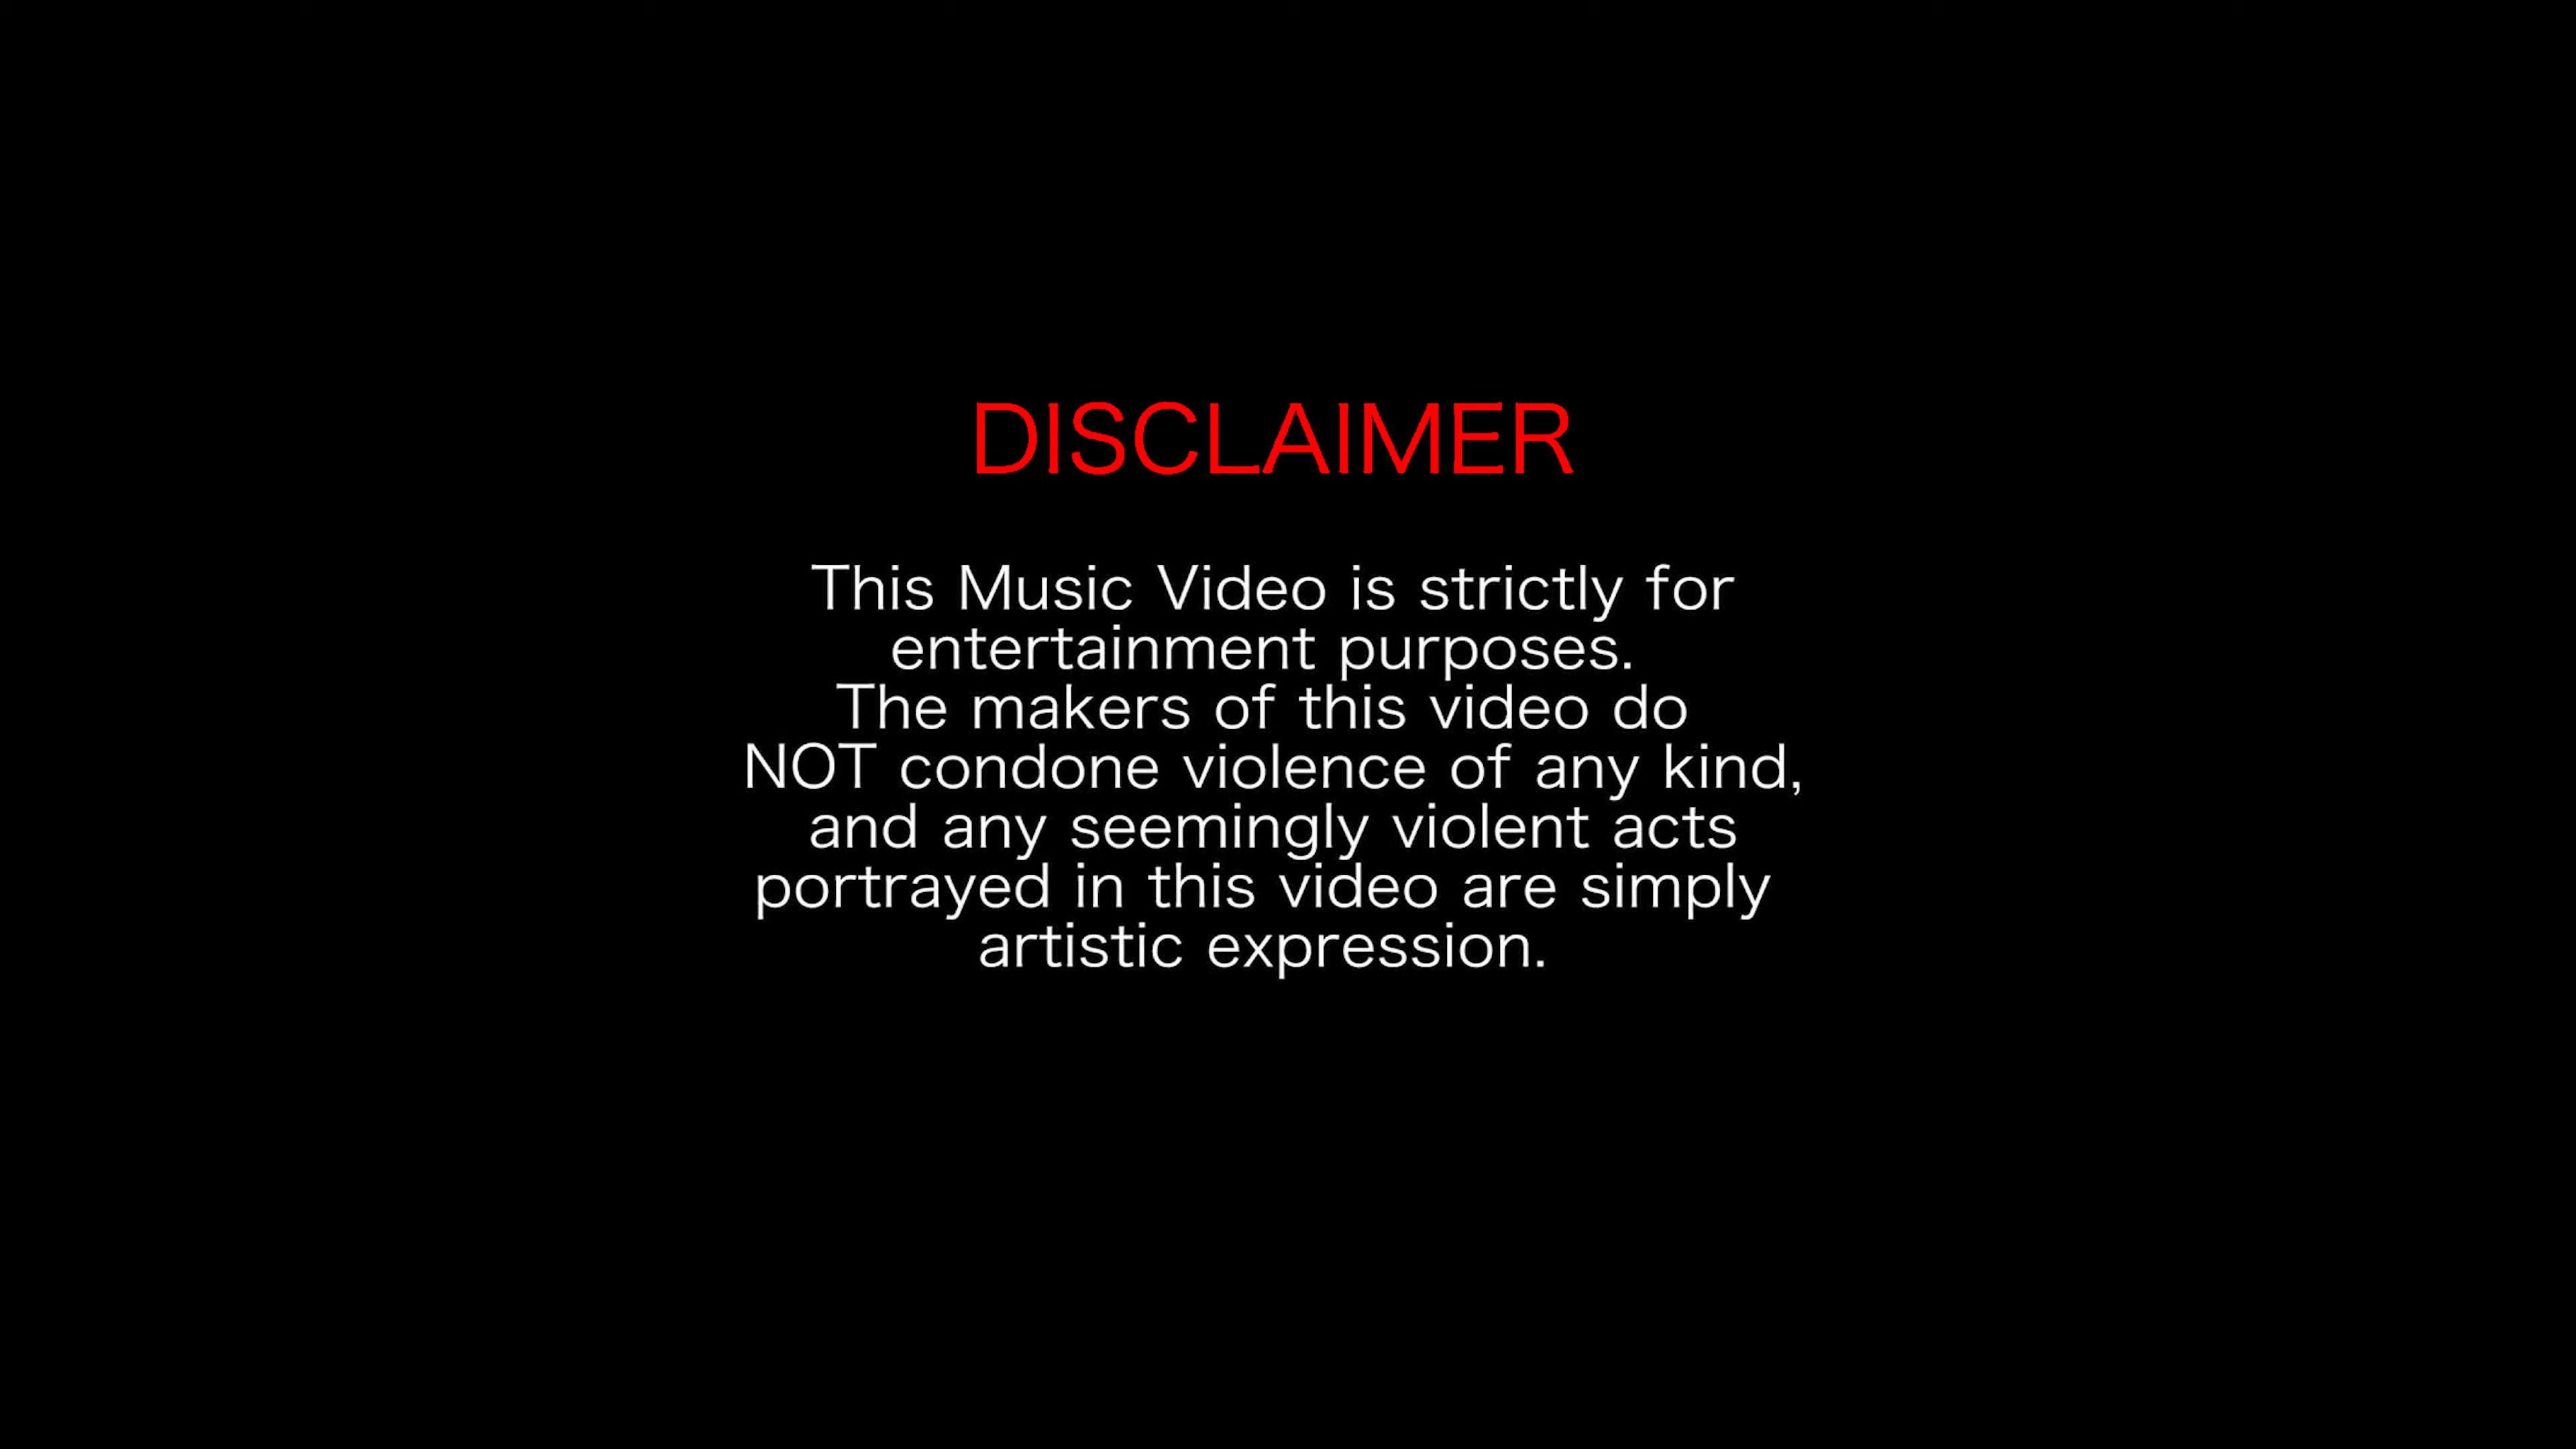 DISCLAIMER
This Music Video is strictly for
entertainment purposes.
The makers of this video do
NOT condone violence of any kind,
and any seemingly violent acts
portrayed in this video are simply
artistic expression.